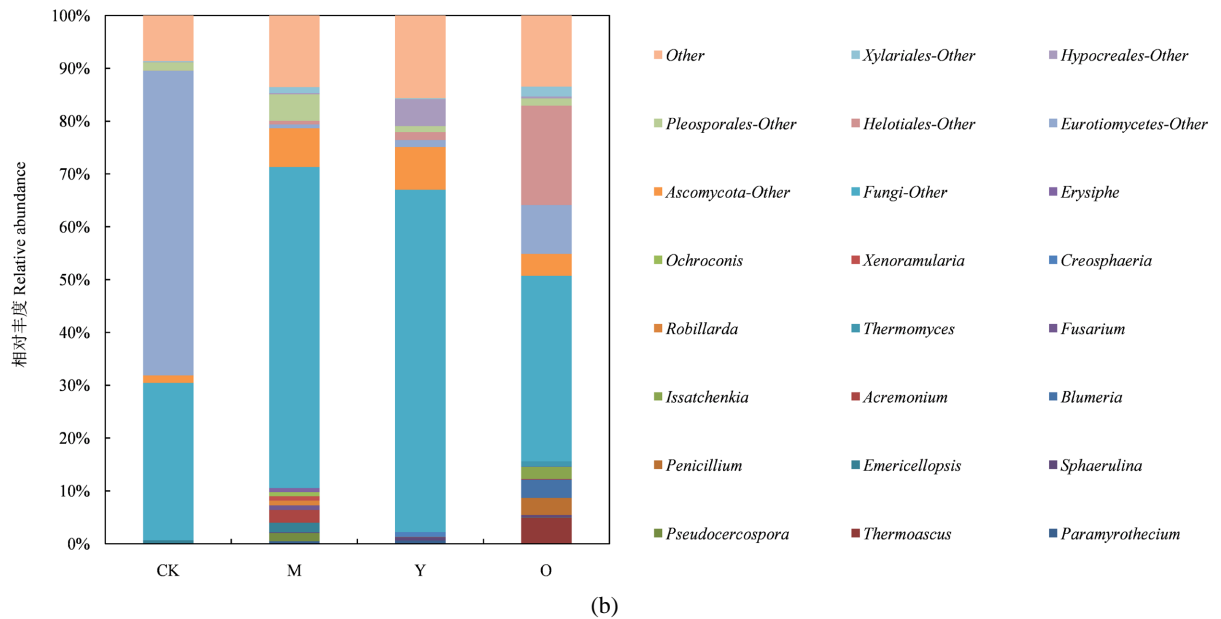 100%
90%
80%
70%
60%
50%
40%
30%
20%
10%
0%
相对丰度 Relative abundance
CK M Y O
Other Xylariales-Other Hypocreales-Other
Pleosporales-Other Helotiales-Other Eurotiomycetes-Other
Ascomycota-Other Fungi-Other Erysiphe
Ochroconis Xenoramularia Creosphaeria
Robillarda Thermomyces Fusarium
Issatchenkia Acremonium Blumeria
Penicillium Emericellopsis Sphaerulina
Pseudocercospora Thermoascus Paramyrothecium
(b)